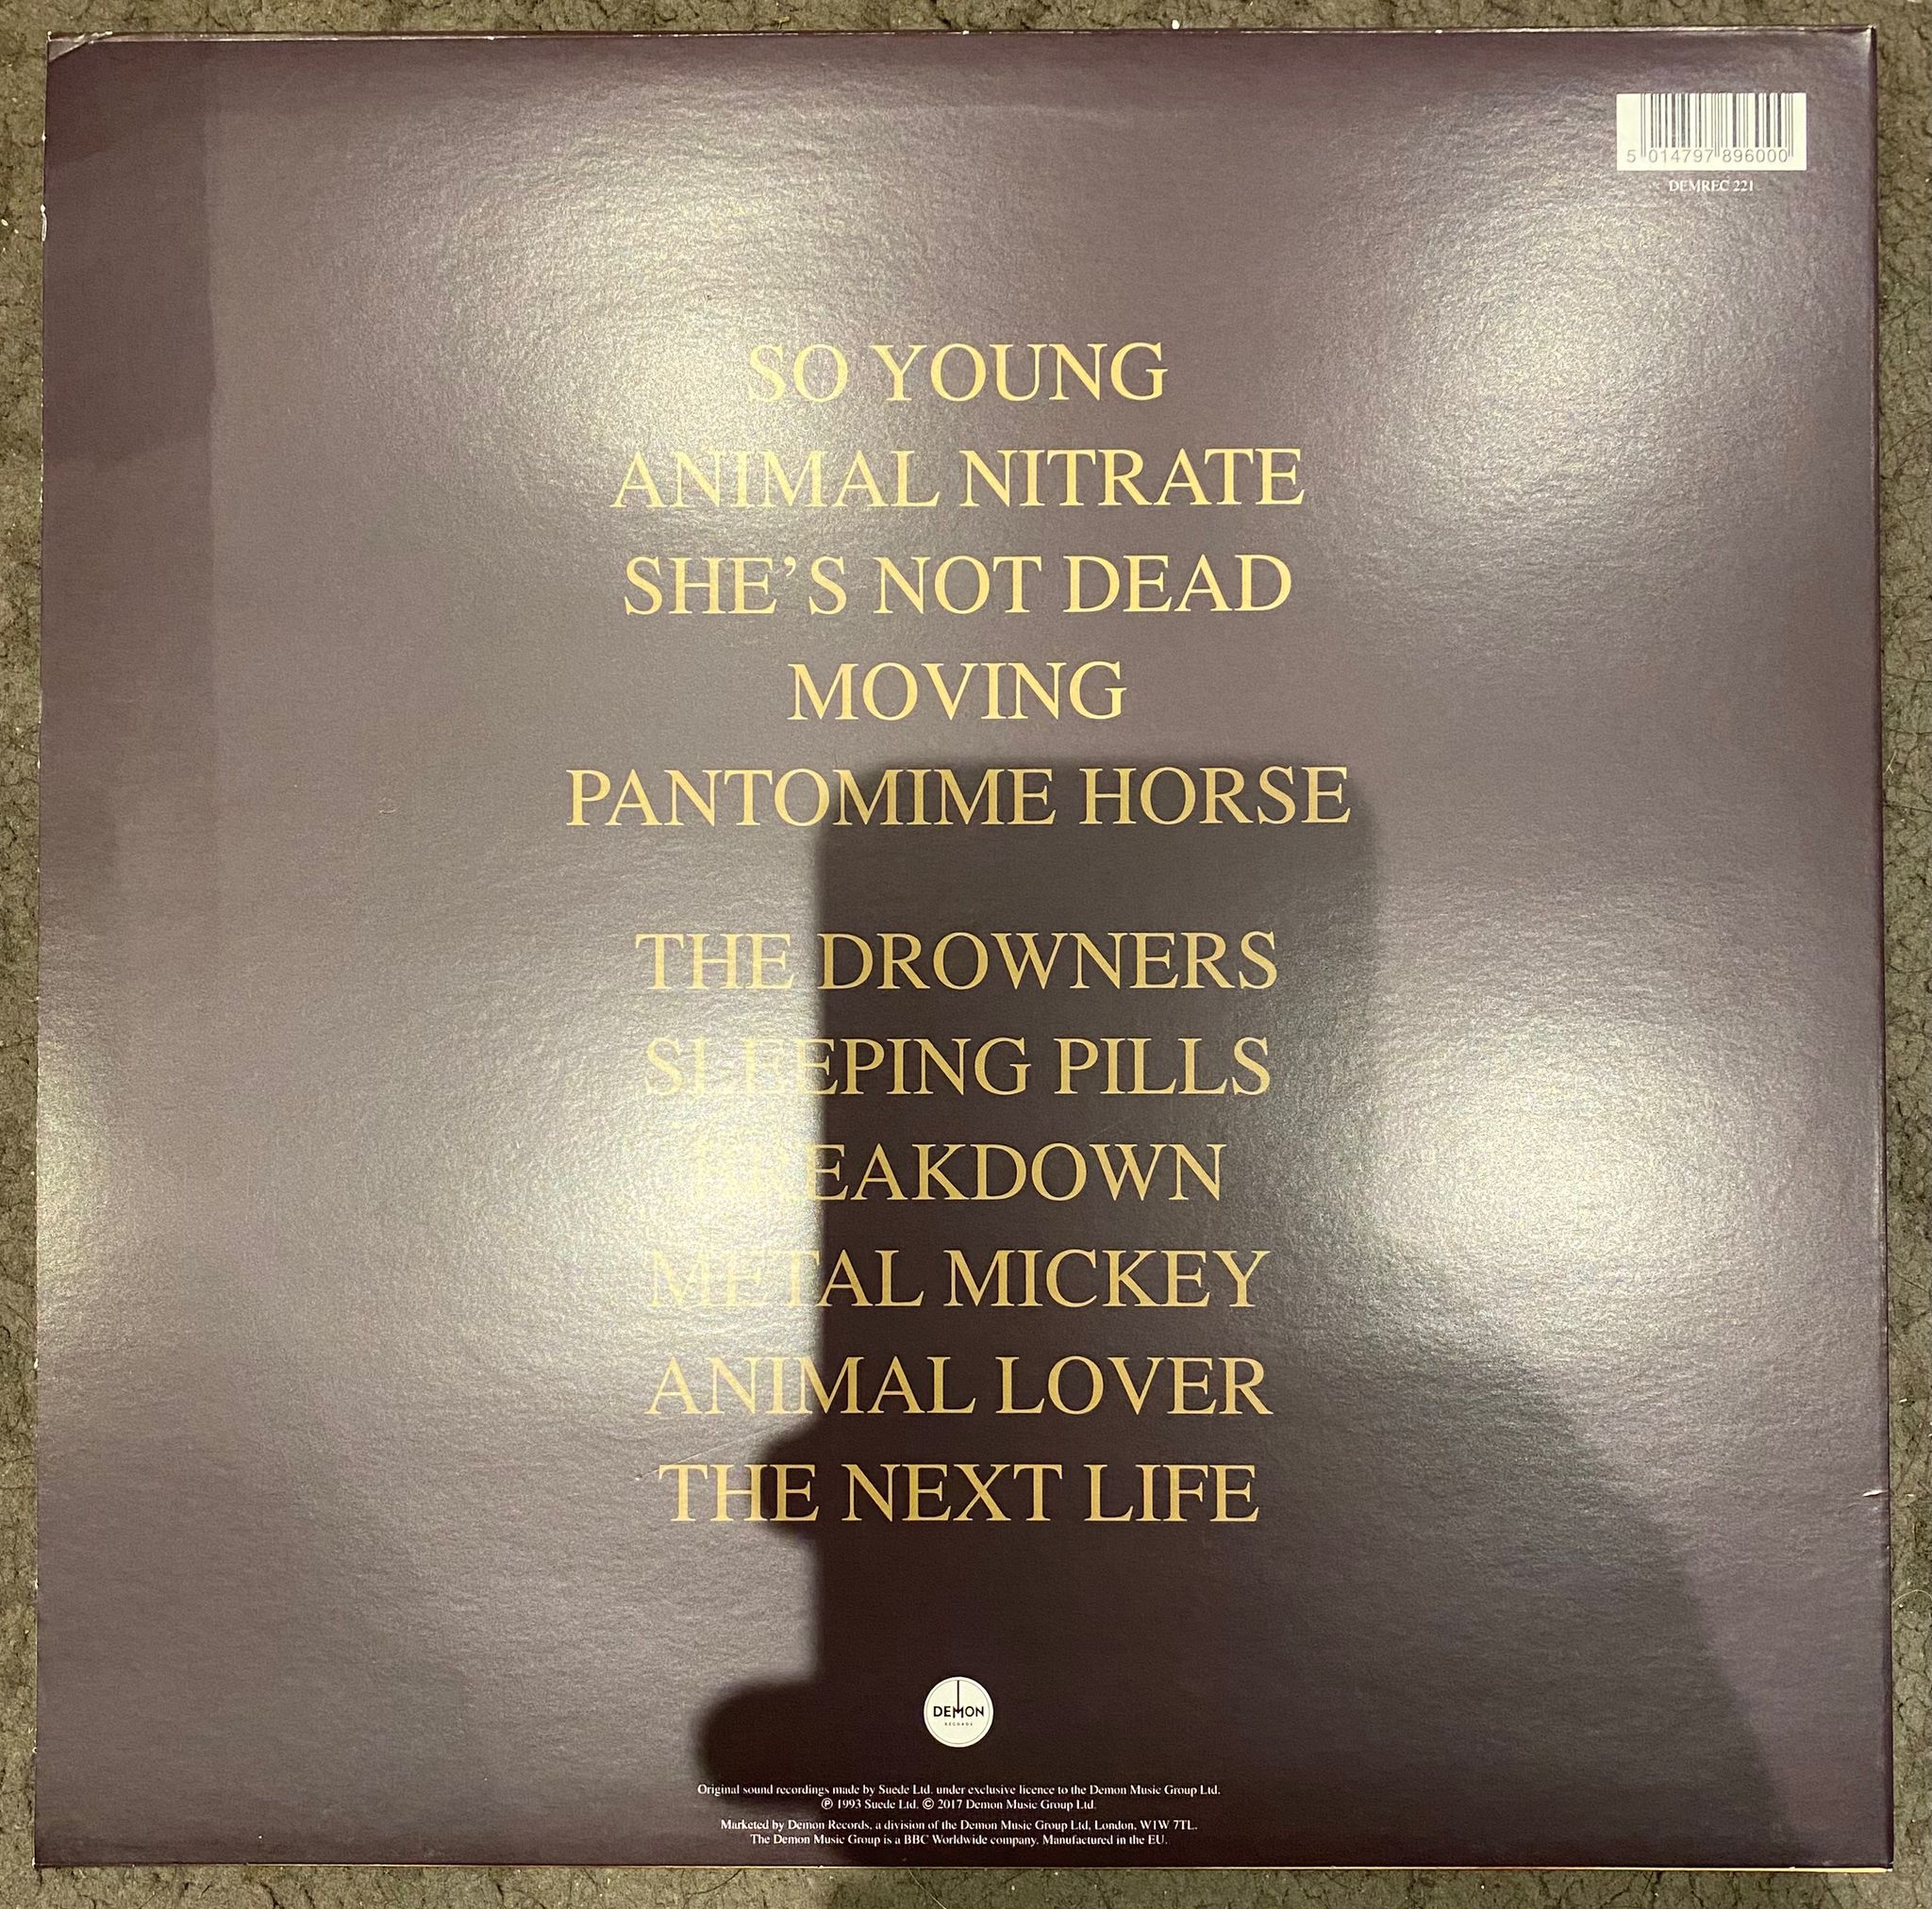 5 014797 896000
DEMREC 221
SO YOUNG
ANIMAL NITRATE
SHE'S NOT DEAD
MOVING
PANTOMIME HORSE
THE DROWNERS
SLEEPING PILLS
BREAKDOWN
METAL MICKEY
ANIMAL LOVER
THE NEXT LIFE
DEMON
RECORDS
Original sound recordings made by Suede Ltd. under exclusive licence to the Demon Music Group Ltd.
℗ 1993 Suede Ltd. © 2017 Demon Music Group Ltd.
Marketed by Demon Records, a division of the Demon Music Group Ltd, London, W1W 7TL.
The Demon Music Group is a BBC Worldwide company. Manufactured in the EU.